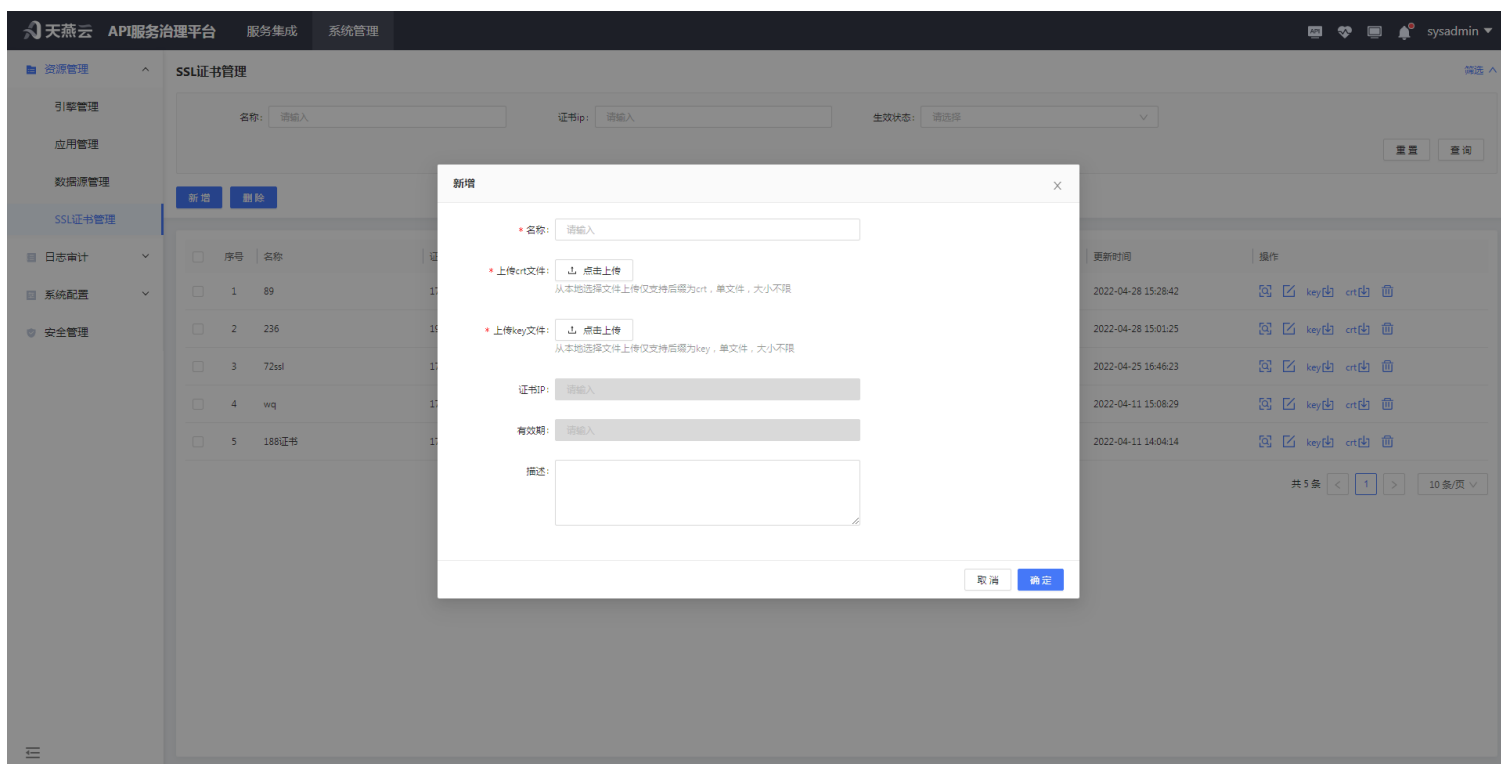 天燕云 API服务治理平台 服务集成 系统管理 API sysadmin
资源管理
引擎管理
应用管理
数据源管理
SSL证书管理
日志审计
系统配置
安全管理
SSL证书管理 筛选
名称: 请输入 证书ip: 请输入 生效状态: 请选择
重置 查询
新增 删除
序号 名称 证 更新时间 操作
1 89 17 2022-04-28 15:28:42 key crt
2 236 19 2022-04-28 15:01:25 key crt
3 72ssl 17 2022-04-25 16:46:23 key crt
4 wq 17 2022-04-11 15:08:29 key crt
5 188证书 17 2022-04-11 14:04:14 key crt
共 5 条 < 1 > 10 条/页
新增 X
* 名称: 请输入
* 上传crt文件: 点击上传
从本地选择文件上传仅支持后缀为crt，单文件，大小不限
* 上传key文件: 点击上传
从本地选择文件上传仅支持后缀为key，单文件，大小不限
证书IP: 请输入
有效期: 请输入
描述:
取消 确定